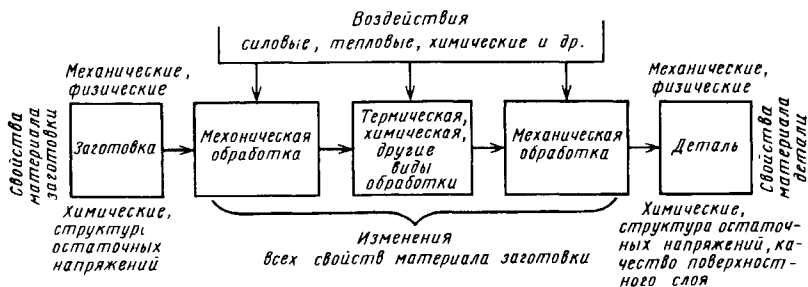 Воздействия
силовые, тепловые, химические и др.
Механические,
физические
Свойства
материала
заготовки
Заготовка
Химические,
структурı
остаточных
напряжений
Механическая
обработка
Термическая,
химическая,
другие
виды
обработки
Механическая
обработка
Изменения
всех свойств материала заготовки
Механические,
физические
Деталь
Свойства
материала
детали
Химические,
структура остаточ-
ных напряжений, ка-
чество поверхност-
ного слоя